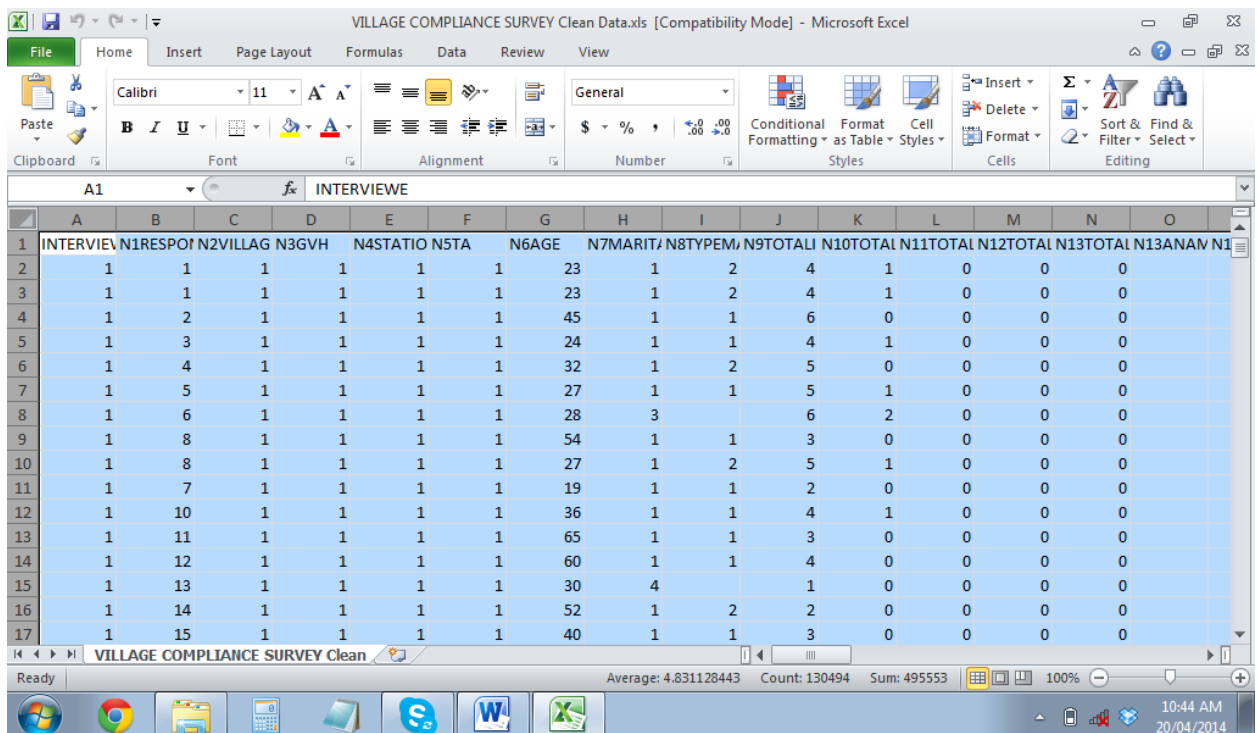 VILLAGE COMPLIANCE SURVEY Clean Data.xls [Compatibility Mode] - Microsoft Excel
File Home Insert Page Layout Formulas Data Review View
Calibri 11 A A General Insert Σ
Paste Delete
B I U A $ % , .0 .00 .00 .0 Conditional Formatting Format as Table Cell Styles Format Sort & Filter Find & Select
Clipboard Font Alignment Number Styles Cells Editing
A1 fx INTERVIEWE
A B C D E F G H I J K L M N O
1 INTERVIEW N1RESPON N2VILLAG N3GVH N4STATIO N5TA N6AGE N7MARITA N8TYPEMA N9TOTALI N10TOTAL N11TOTAL N12TOTAL N13TOTAL N13ANAM N1
2 1 1 1 1 1 1 23 1 2 4 1 0 0 0
3 1 1 1 1 1 1 23 1 2 4 1 0 0 0
4 1 2 1 1 1 1 45 1 1 6 0 0 0 0
5 1 3 1 1 1 1 24 1 1 4 1 0 0 0
6 1 4 1 1 1 1 32 1 2 5 0 0 0 0
7 1 5 1 1 1 1 27 1 1 5 1 0 0 0
8 1 6 1 1 1 1 28 3 6 2 0 0 0
9 1 8 1 1 1 1 54 1 1 3 0 0 0 0
10 1 8 1 1 1 1 27 1 2 5 1 0 0 0
11 1 7 1 1 1 1 19 1 1 2 0 0 0 0
12 1 10 1 1 1 1 36 1 1 4 1 0 0 0
13 1 11 1 1 1 1 65 1 1 3 0 0 0 0
14 1 12 1 1 1 1 60 1 1 4 0 0 0 0
15 1 13 1 1 1 1 30 4 1 0 0 0 0
16 1 14 1 1 1 1 52 1 2 2 0 0 0 0
17 1 15 1 1 1 1 40 1 1 3 0 0 0 0
VILLAGE COMPLIANCE SURVEY Clean
Ready Average: 4.831128443 Count: 130494 Sum: 495553 100%
10:44 AM
20/04/2014